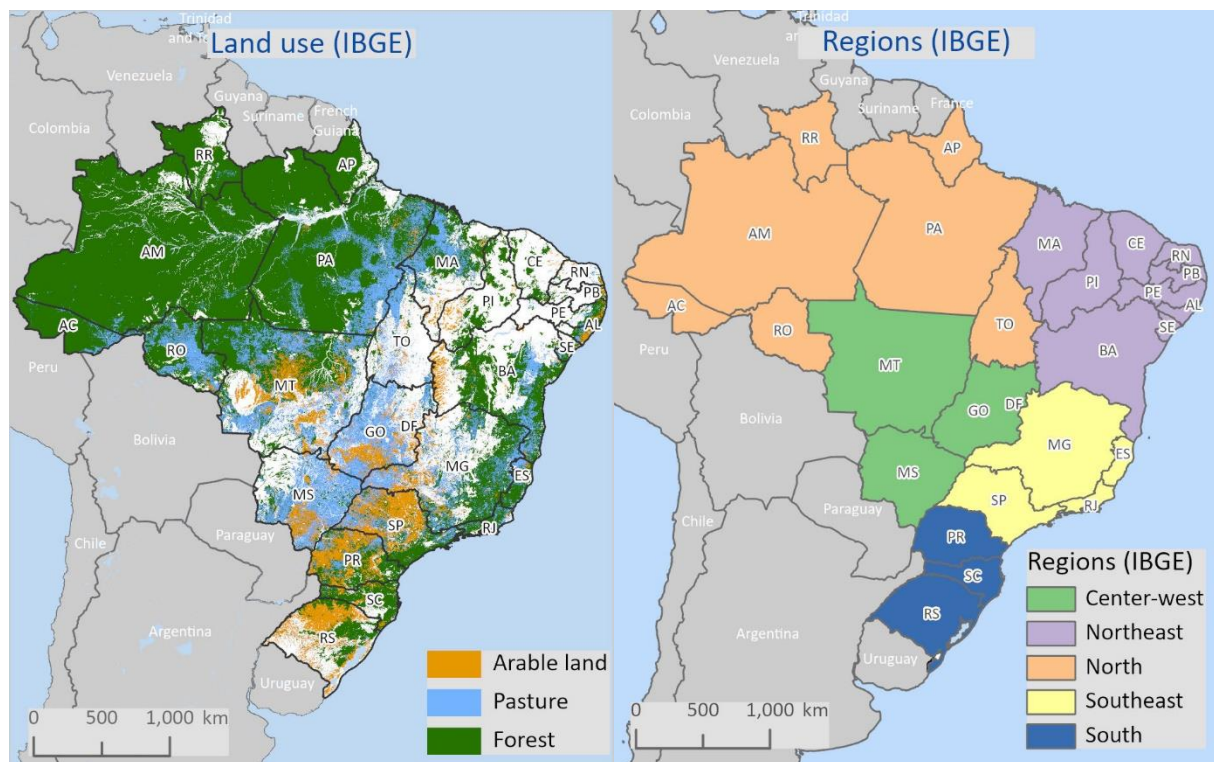 Trinidad
and To
Land use (IBGE)
Venezuela
Guyana
Suriname
French
Guiana
Colombia
RR
AP
AM
PA
MA
CE
RN
PB
PI
PE
AL
SE
AC
TO
RO
BA
Peru
MT
Bolivia
GO
DF
MG
ES
MS
SP
RJ
Paraguay
Chile
PR
SC
Argentina
RS
Uruguay
Arable land
Pasture
Forest
0 500 1,000 km
Trinidad
Regions (IBGE)
Venezuela
Guyana
Suriname
France
Colombia
RR
AP
AM
PA
MA
CE
RN
PB
PI
PE
AL
SE
AC
TO
RO
BA
Peru
MT
Bolivia
GO
DF
MG
ES
MS
SP
RJ
Paraguay
Chile
PR
SC
Argentina
RS
Uruguay
Regions (IBGE)
Center-west
Northeast
North
Southeast
South
0 500 1,000 km